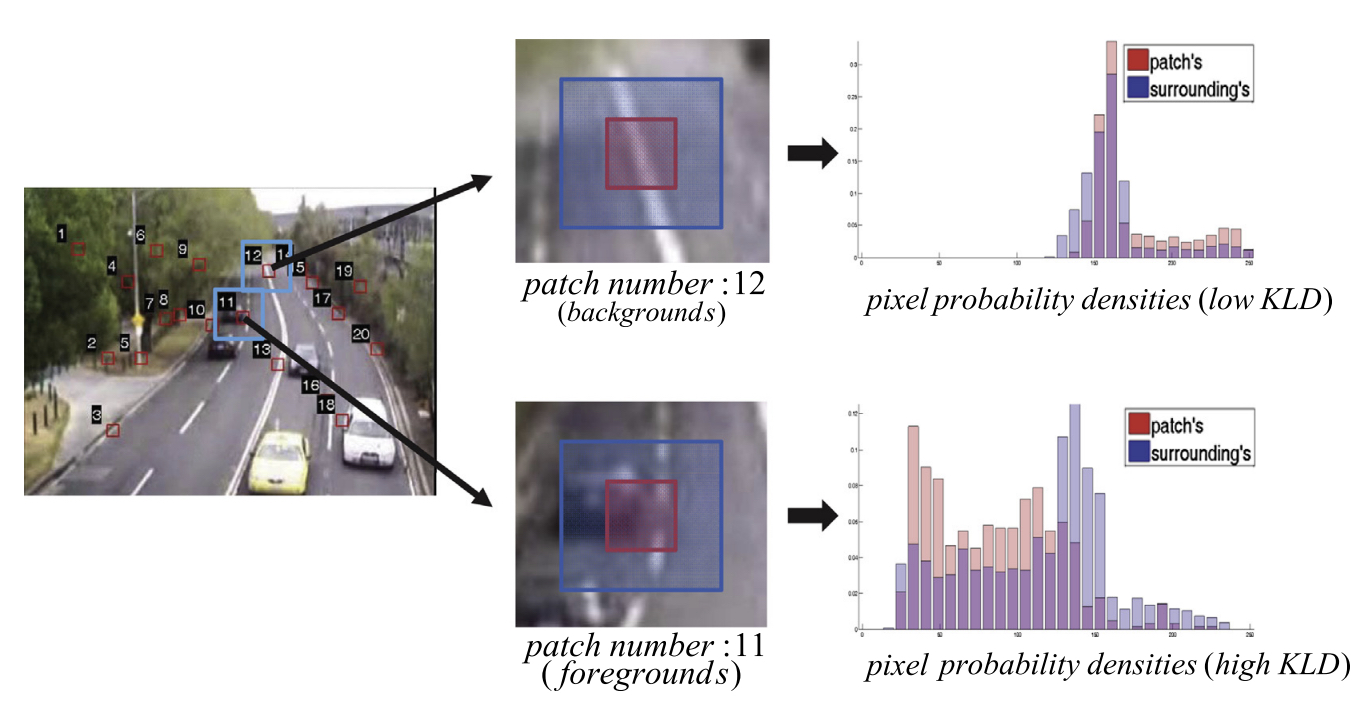 1
6
9
4
12
14
15
19
7
8
10
11
17
2
5
13
20
16
18
3
patch number :12
(backgrounds)
patch's
surrounding's
0.3
0.25
0.2
0.15
0.1
0.05
0
0 50 100 150 200 250
pixel probability densities (low KLD)
patch number :11
(foregrounds)
patch's
surrounding's
0.12
0.1
0.08
0.06
0.04
0.02
0
0 50 100 150 200 250
pixel probability densities (high KLD)